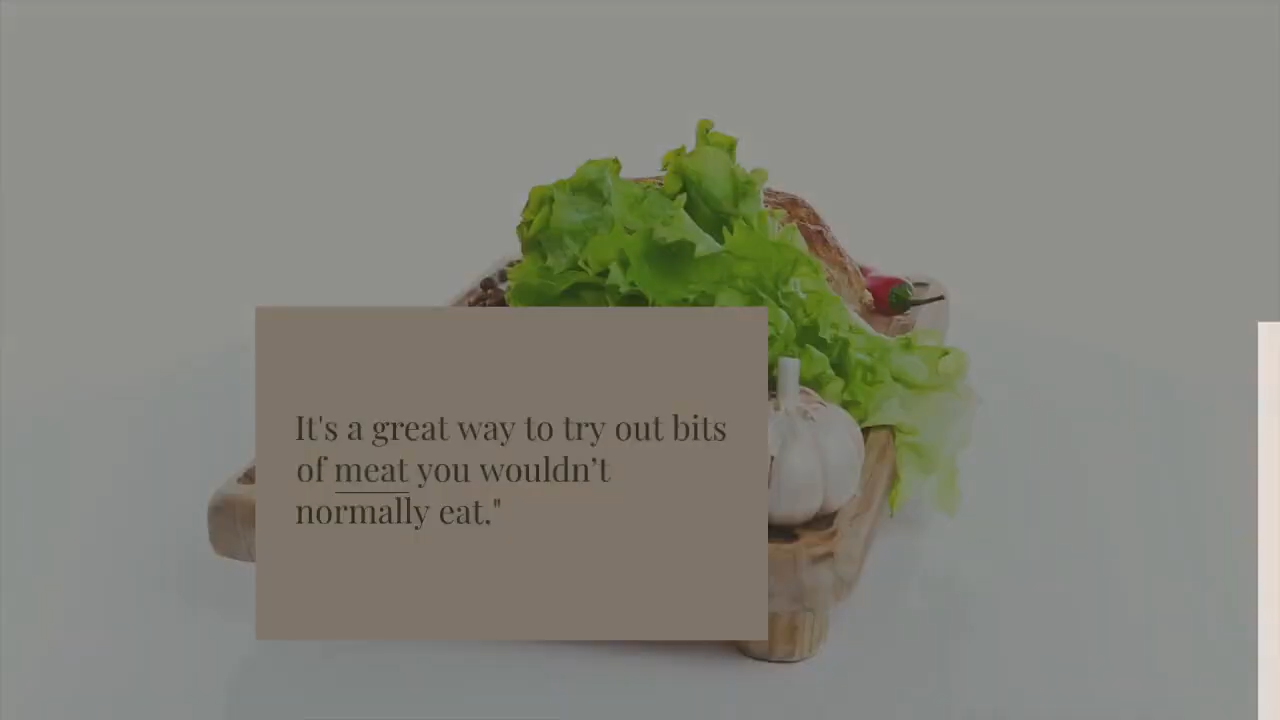 It's a great way to try out bits
of meat you wouldn’t
normally eat."